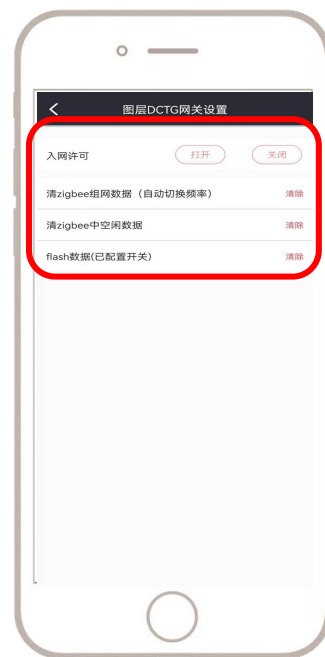 图层DCTG网关设置
入网许可 打开 关闭
清zigbee组网数据（自动切换频率） 清除
清zigbee中空闲数据 清除
flash数据(已配置开关) 清除